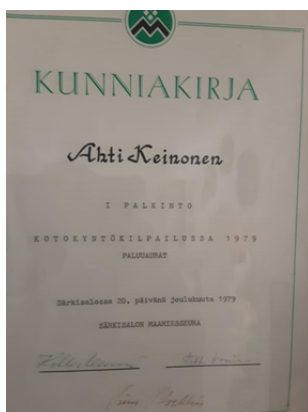 KUNNIAKIRJA
Ahti Keinonen
I PALKINTO
KOTOKYNTÖKILPAILUSSA 1979
PALUUAURAT
Särkisalossa 20. päivänä joulukuuta 1979
SÄRKISALON MAAMIESSEURA